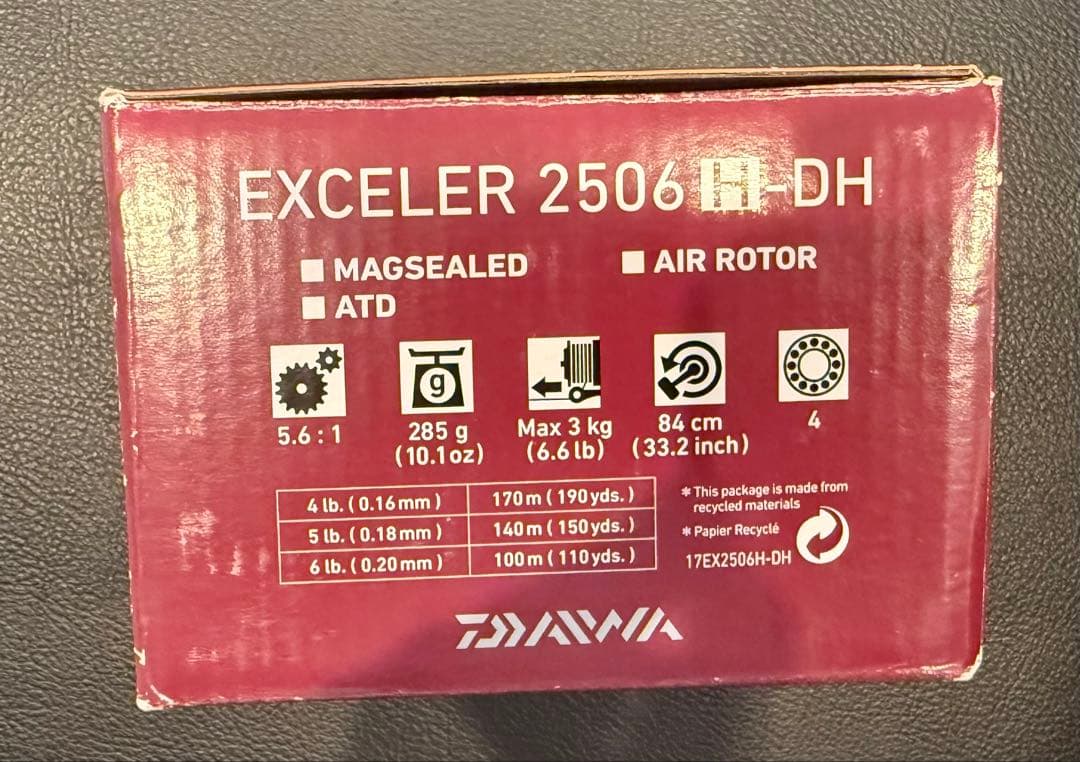 EXCELER 2506 H-DH
MAGSEALED
AIR ROTOR
ATD
g
5.6 : 1
285 g
(10.1 oz)
Max 3 kg
(6.6 lb)
84 cm
(33.2 inch)
4
4 lb. ( 0.16 mm ) 170 m ( 190 yds. )
5 lb. ( 0.18 mm ) 140 m ( 150 yds. )
6 lb. ( 0.20 mm ) 100 m ( 110 yds. )
* This package is made from
recycled materials
* Papier Recyclé
17EX2506H-DH
DAIWA